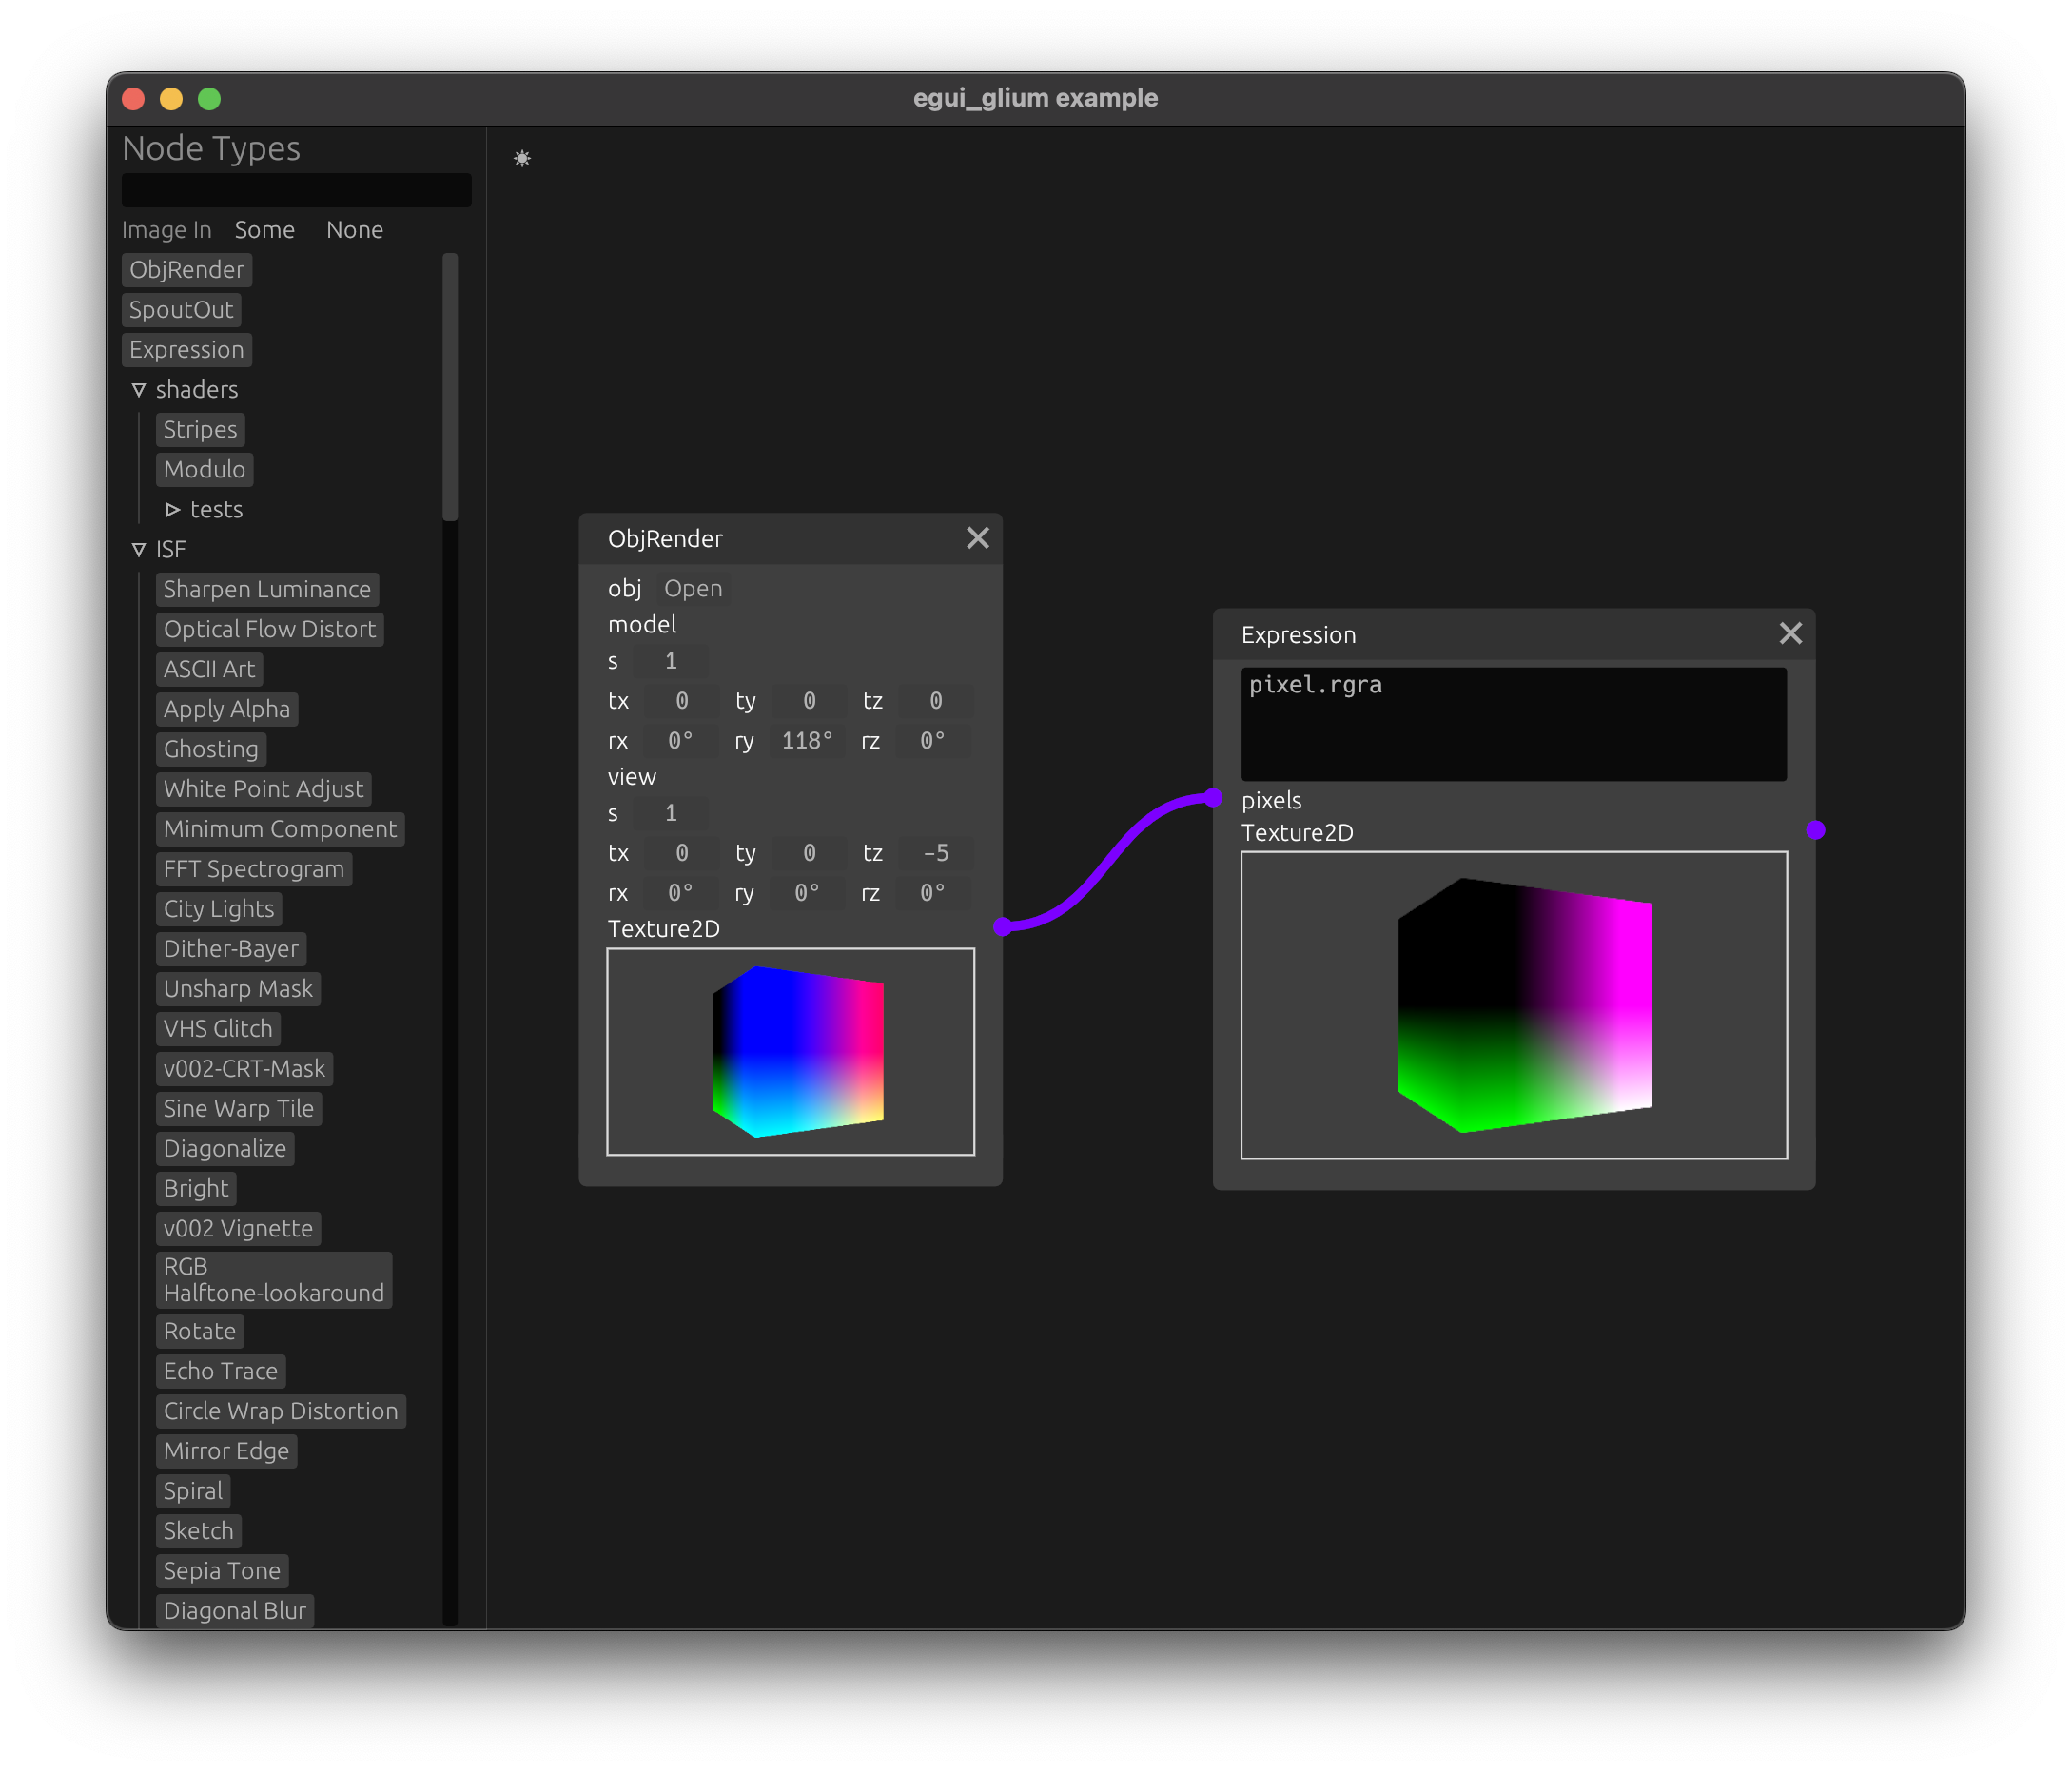 egui_glium example
Node Types
Image In Some None
ObjRender
SpoutOut
Expression
shaders
Stripes
Modulo
tests
ISF
Sharpen Luminance
Optical Flow Distort
ASCII Art
Apply Alpha
Ghosting
White Point Adjust
Minimum Component
FFT Spectrogram
City Lights
Dither-Bayer
Unsharp Mask
VHS Glitch
v002-CRT-Mask
Sine Warp Tile
Diagonalize
Bright
v002 Vignette
RGB
Halftone-lookaround
Rotate
Echo Trace
Circle Wrap Distortion
Mirror Edge
Spiral
Sketch
Sepia Tone
Diagonal Blur
ObjRender
obj Open
model
s 1
tx 0 ty 0 tz 0
rx 0° ry 118° rz 0°
view
s 1
tx 0 ty 0 tz -5
rx 0° ry 0° rz 0°
Texture2D
Expression
pixel.rgra
pixels
Texture2D